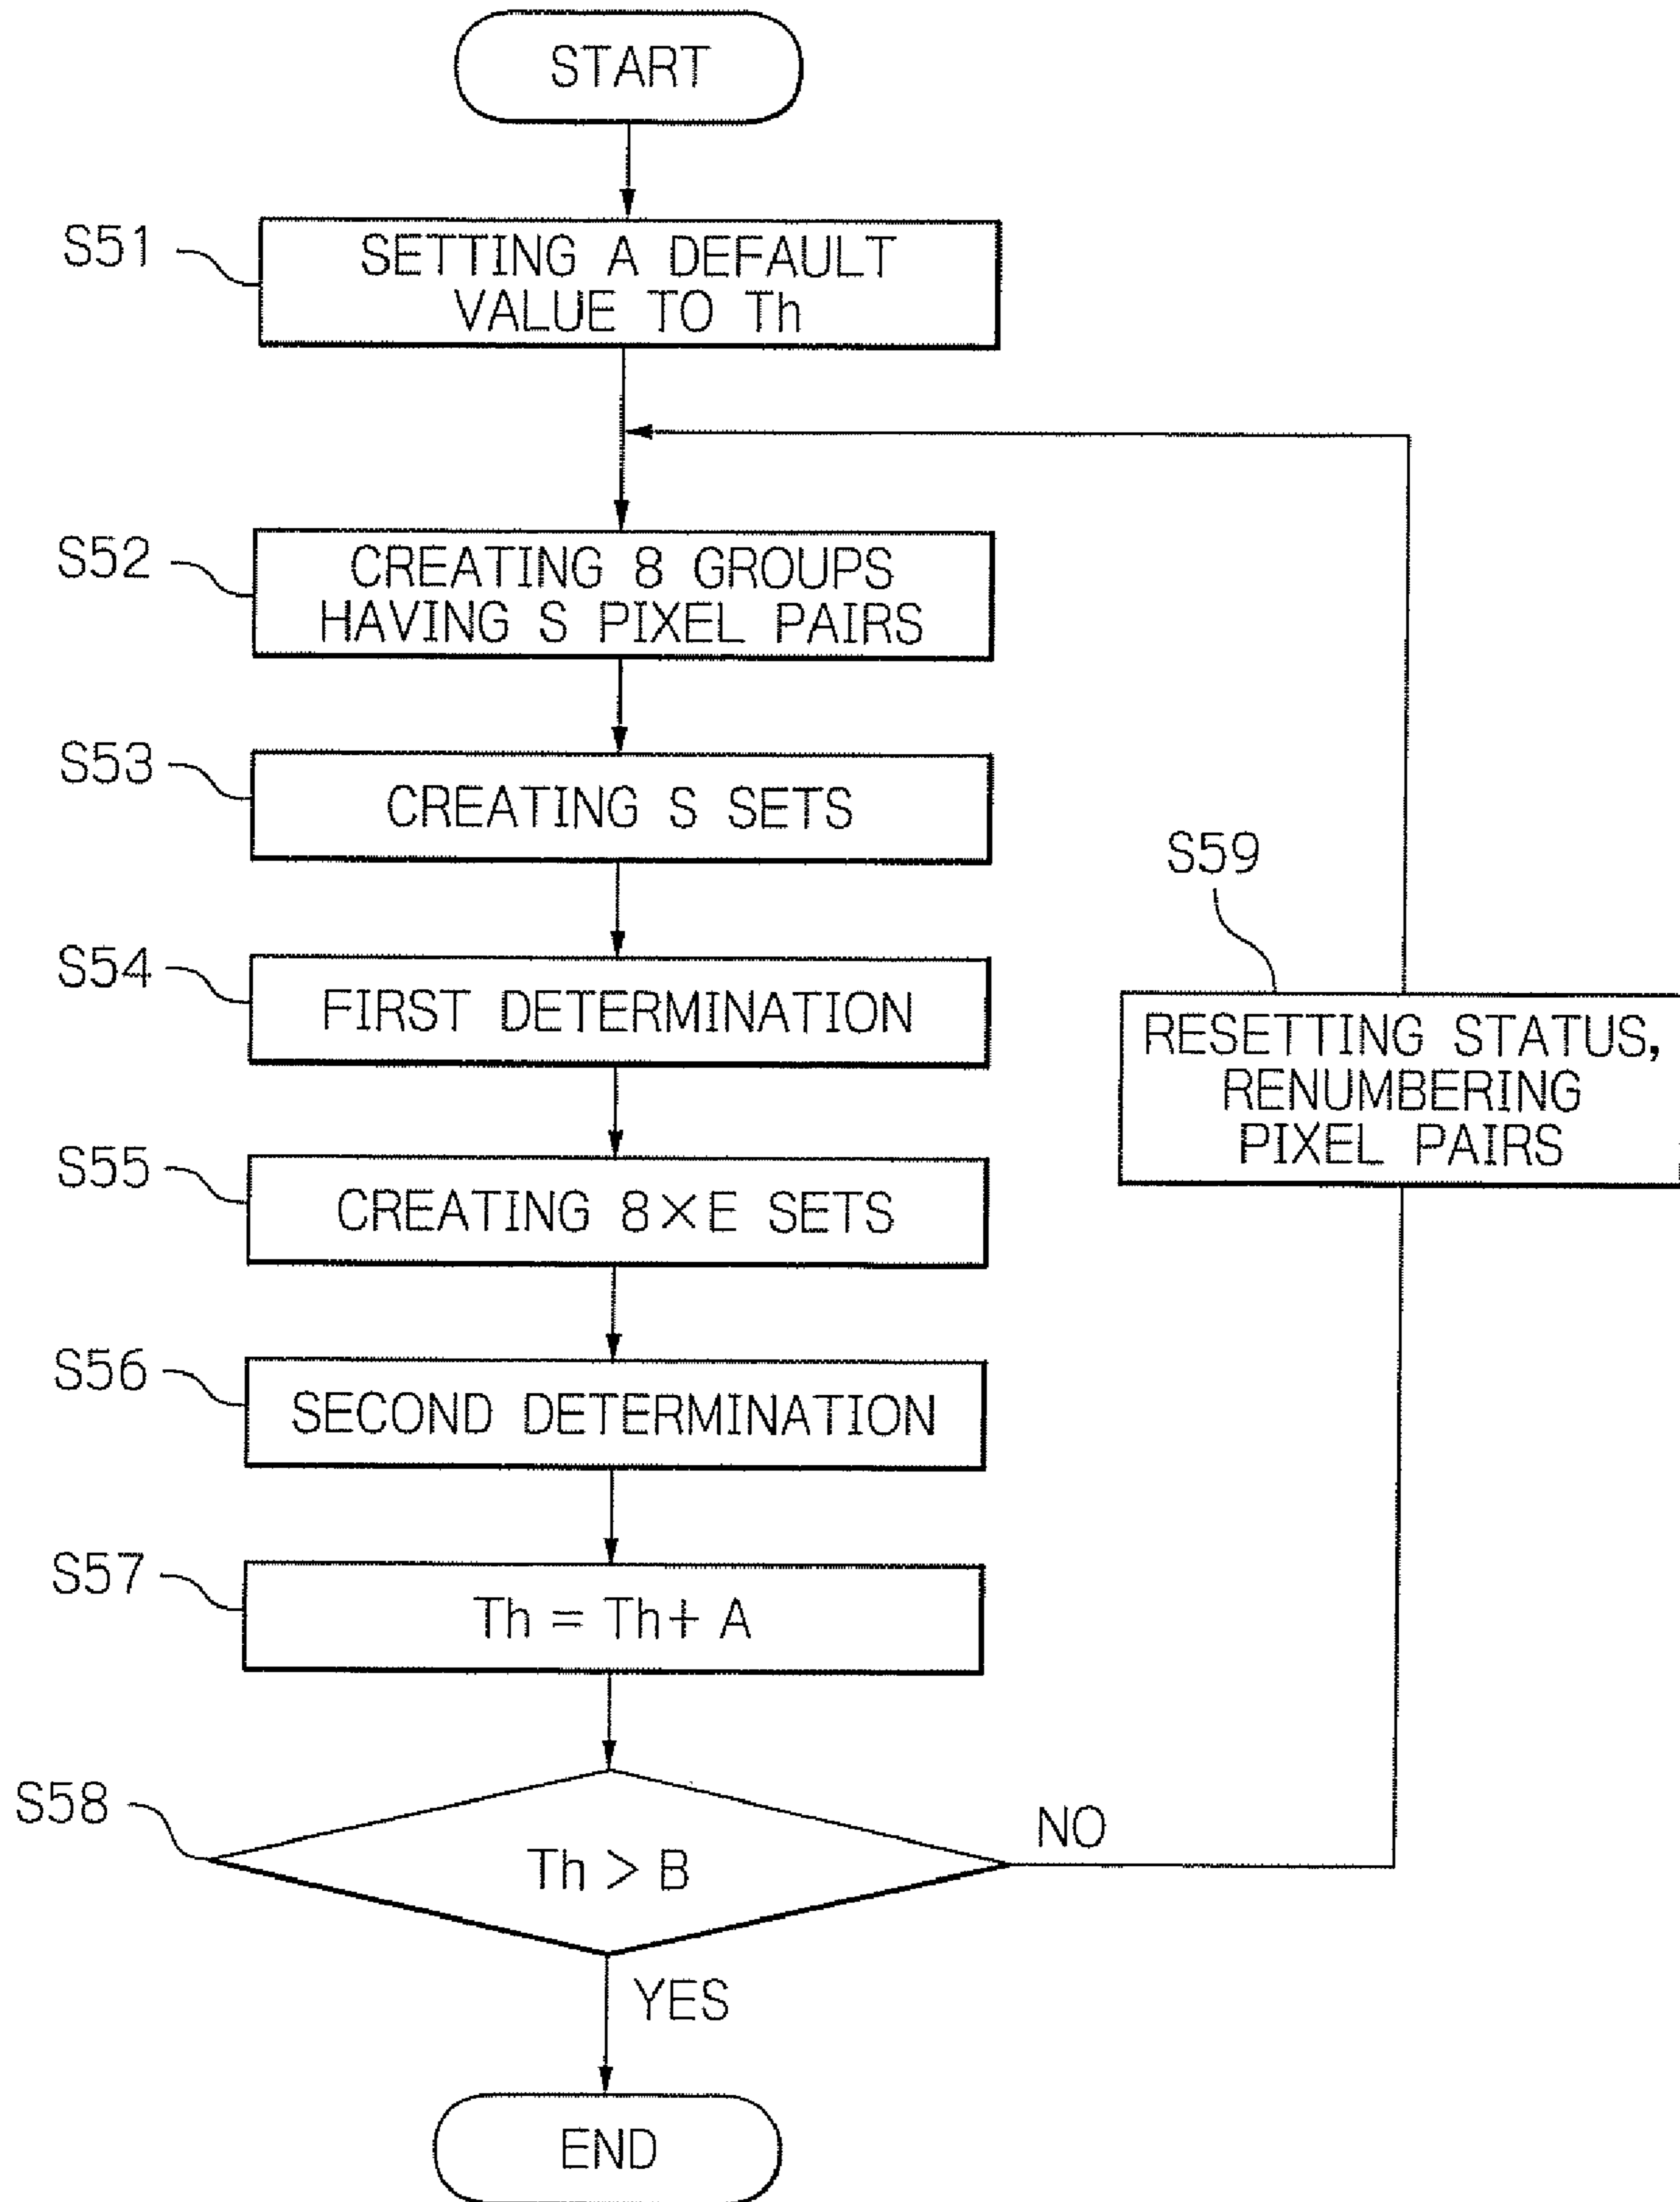 START
S51
SETTING A DEFAULT
VALUE TO Th
S52
CREATING 8 GROUPS
HAVING S PIXEL PAIRS
S53
CREATING S SETS
S59
S54
FIRST DETERMINATION
RESETTING STATUS,
RENUMBERING
PIXEL PAIRS
S55
CREATING 8×E SETS
S56
SECOND DETERMINATION
S57
Th = Th+ A
S58
Th > B
NO
YES
END